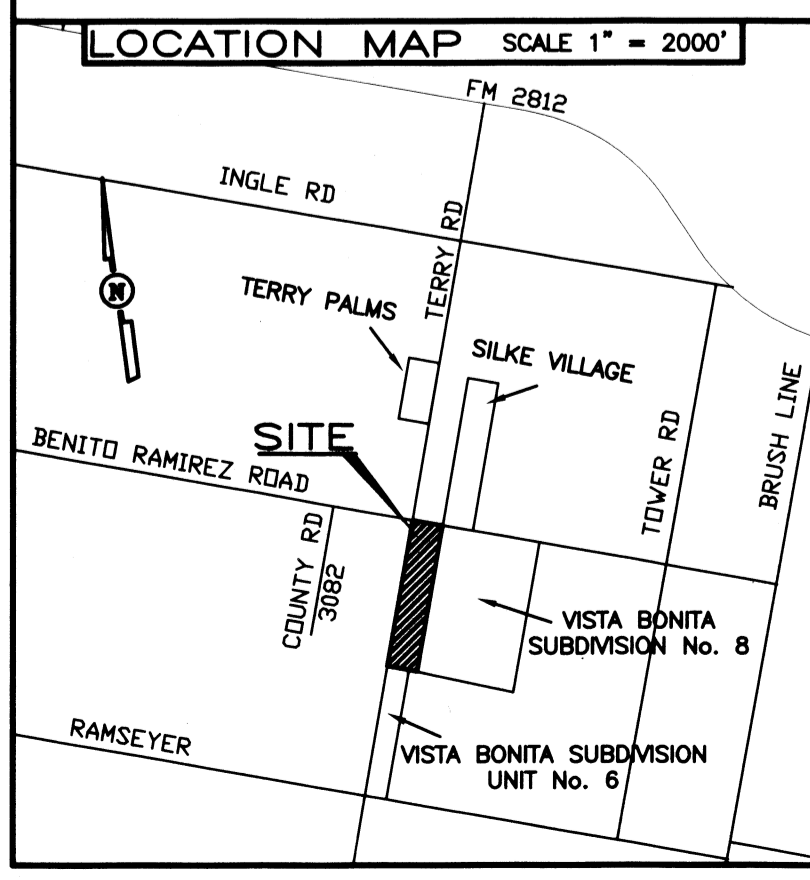 LOCATION MAP SCALE 1" = 2000'
FM 2812
INGLE RD
TERRY RD
N
TERRY PALMS
SILKE VILLAGE
BRUSH LINE
SITE
TOWER RD
BENITO RAMIREZ ROAD
COUNTY RD
3082
VISTA BONITA
SUBDIVISION No. 8
RAMSEYER
VISTA BONITA SUBDIVISION
UNIT No. 6